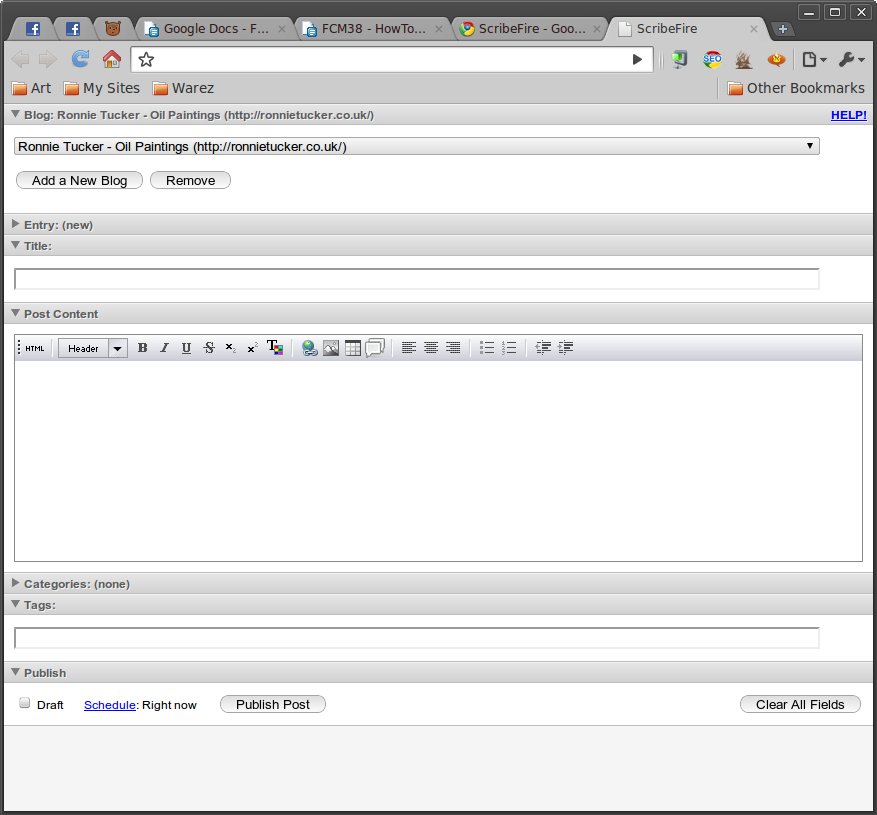 Google Docs - F...
FCM38 - HowTo...
ScribeFire - Goo...
ScribeFire
SEO
Art
My Sites
Warez
Other Bookmarks
Blog: Ronnie Tucker - Oil Paintings (http://ronnietucker.co.uk/)
HELP!
Ronnie Tucker - Oil Paintings (http://ronnietucker.co.uk/)
Add a New Blog
Remove
Entry: (new)
Title:
Post Content
HTML
Header
B I U S x₂ x² T
Categories: (none)
Tags:
Publish
Draft
Schedule: Right now
Publish Post
Clear All Fields